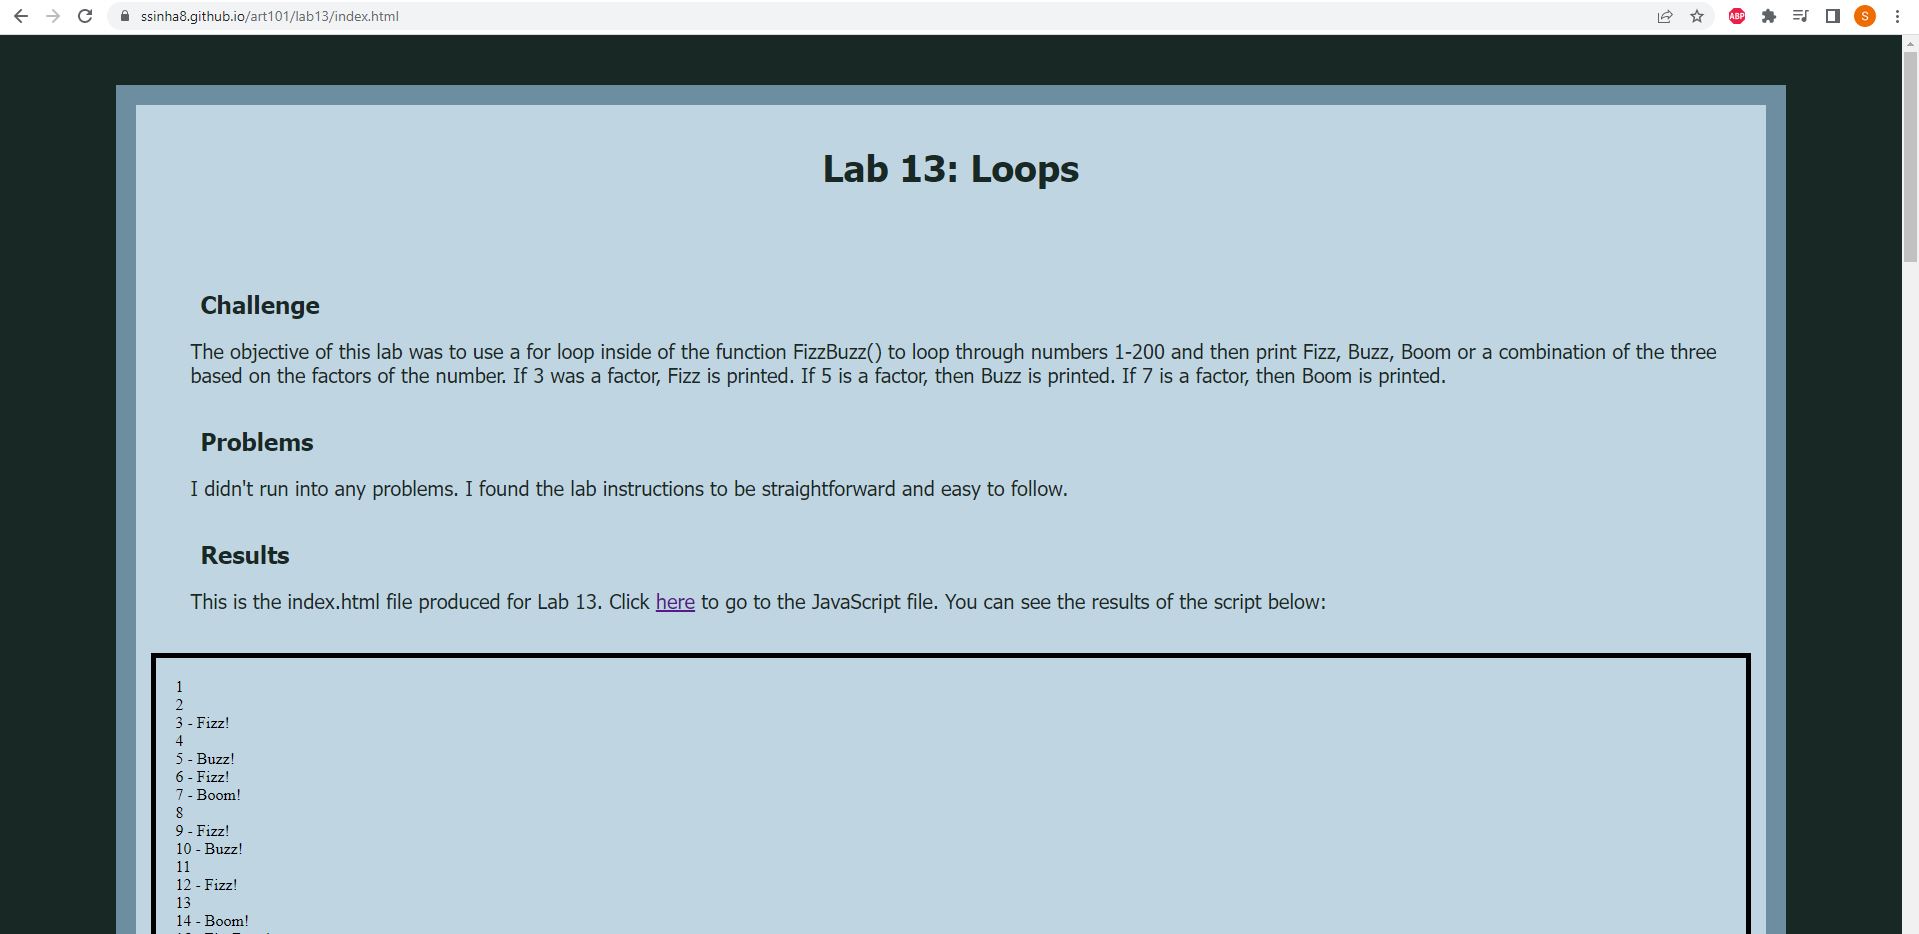 ssinha8.github.io/art101/lab13/index.html
ABP
S
Lab 13: Loops
Challenge
The objective of this lab was to use a for loop inside of the function FizzBuzz() to loop through numbers 1-200 and then print Fizz, Buzz, Boom or a combination of the three
based on the factors of the number. If 3 was a factor, Fizz is printed. If 5 is a factor, then Buzz is printed. If 7 is a factor, then Boom is printed.
Problems
I didn't run into any problems. I found the lab instructions to be straightforward and easy to follow.
Results
This is the index.html file produced for Lab 13. Click here to go to the JavaScript file. You can see the results of the script below:
1
2
3 - Fizz!
4
5 - Buzz!
6 - Fizz!
7 - Boom!
8
9 - Fizz!
10 - Buzz!
11
12 - Fizz!
13
14 - Boom!